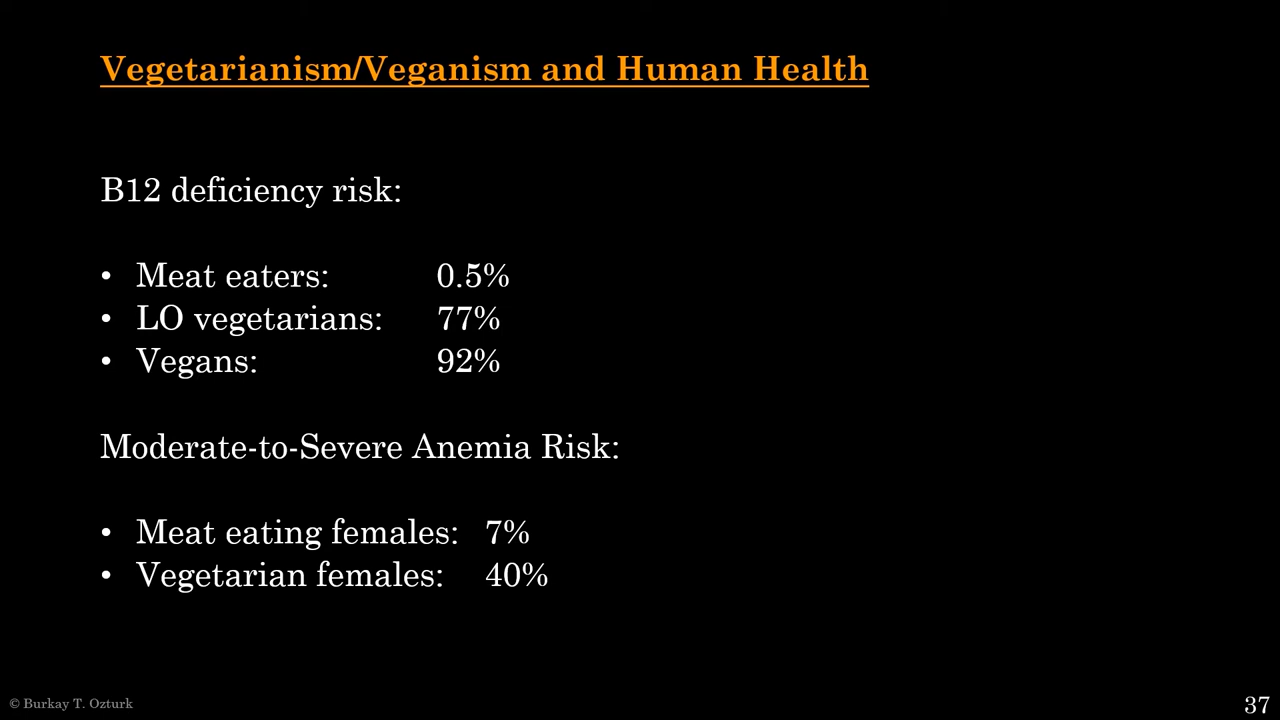 Vegetarianism/Veganism and Human Health
B12 deficiency risk:
• Meat eaters: 0.5%
• LO vegetarians: 77%
• Vegans: 92%
Moderate-to-Severe Anemia Risk:
• Meat eating females: 7%
• Vegetarian females: 40%
© Burkay T. Ozturk
37